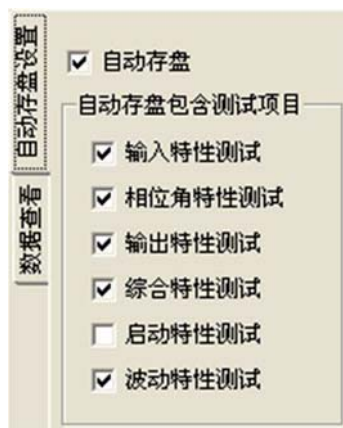 自动存盘设置
数据查看
自动存盘
自动存盘包含测试项目
输入特性测试
相位角特性测试
输出特性测试
综合特性测试
启动特性测试
波动特性测试